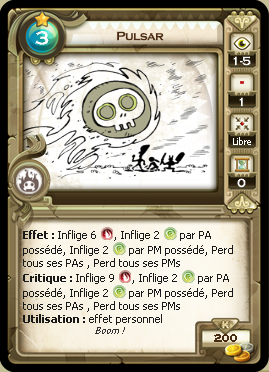 Pulsar
3
1-5
1
Libre
0
Effet : Inflige 6 , Inflige 2 par PA
possédé, Inflige 2 par PM possédé, Perd
tous ses PAs , Perd tous ses PMs
Critique : Inflige 9 , Inflige 2 par PA
possédé, Inflige 2 par PM possédé, Perd
tous ses PAs , Perd tous ses PMs
Utilisation : effet personnel
Boom !
200